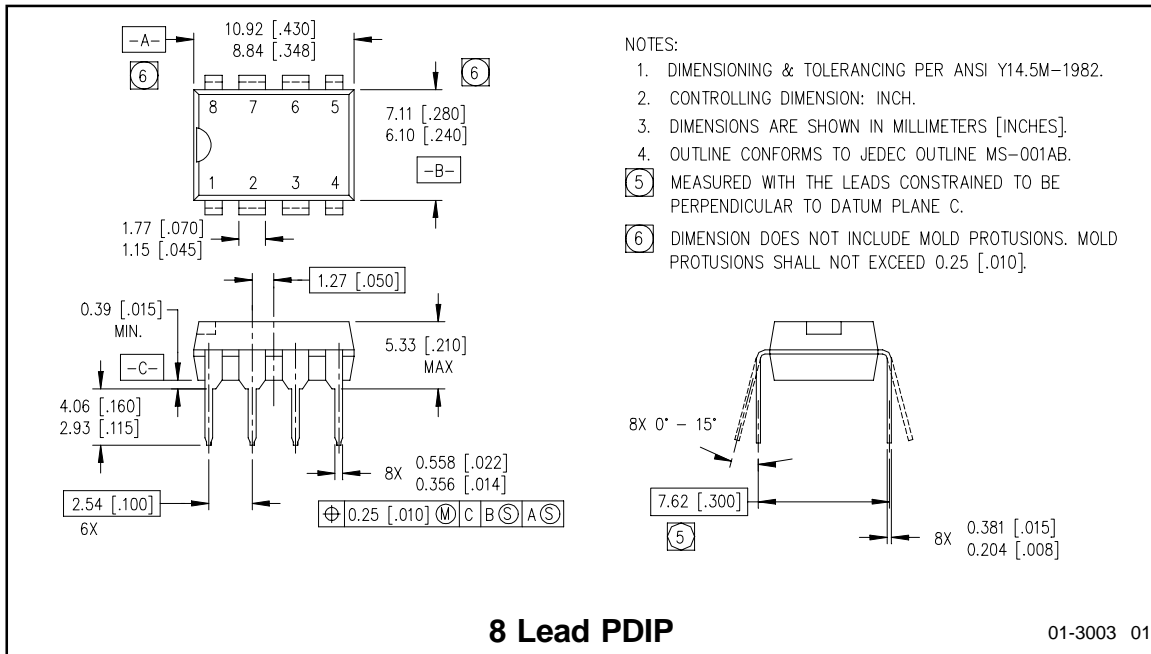 10.92 [.430]
8.84 [.348]
-A-
6
6
8 7 6 5
7.11 [.280]
6.10 [.240]
-B-
1 2 3 4
1.77 [.070]
1.15 [.045]
1.27 [.050]
0.39 [.015]
MIN.
5.33 [.210]
MAX
-C-
4.06 [.160]
2.93 [.115]
8X 0.558 [.022]
0.356 [.014]
2.54 [.100]
6X
⌖ 0.25 [.010] Ⓜ C B Ⓢ A Ⓢ
NOTES:
1. DIMENSIONING & TOLERANCING PER ANSI Y14.5M-1982.
2. CONTROLLING DIMENSION: INCH.
3. DIMENSIONS ARE SHOWN IN MILLIMETERS [INCHES].
4. OUTLINE CONFORMS TO JEDEC OUTLINE MS-001AB.
5 MEASURED WITH THE LEADS CONSTRAINED TO BE
PERPENDICULAR TO DATUM PLANE C.
6 DIMENSION DOES NOT INCLUDE MOLD PROTUSIONS. MOLD
PROTUSIONS SHALL NOT EXCEED 0.25 [.010].
8X 0° - 15°
7.62 [.300]
5
8X 0.381 [.015]
0.204 [.008]
8 Lead PDIP
01-3003 01